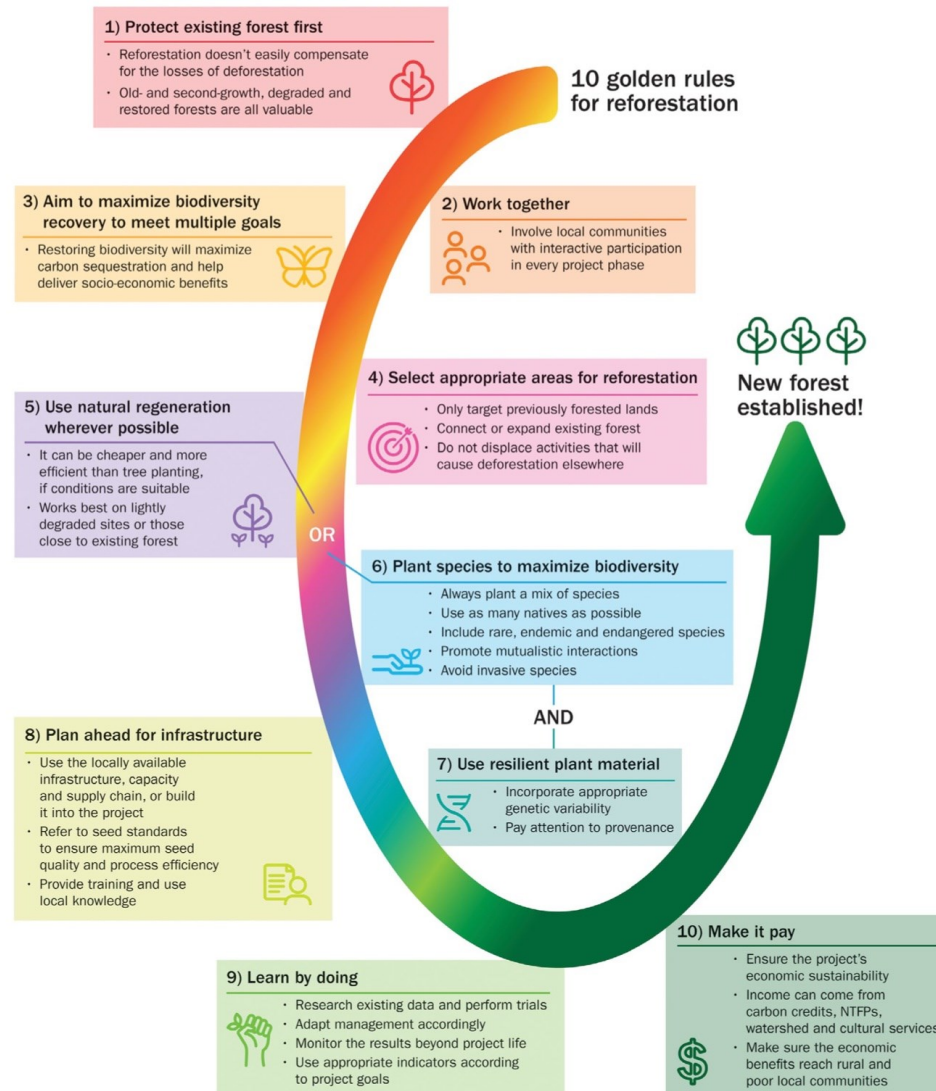 10 golden rules
for reforestation
1) Protect existing forest first
· Reforestation doesn't easily compensate
for the losses of deforestation
· Old- and second-growth, degraded and
restored forests are all valuable
2) Work together
· Involve local communities
with interactive participation
in every project phase
3) Aim to maximize biodiversity
recovery to meet multiple goals
· Restoring biodiversity will maximize
carbon sequestration and help
deliver socio-economic benefits
4) Select appropriate areas for reforestation
· Only target previously forested lands
· Connect or expand existing forest
· Do not displace activities that will
cause deforestation elsewhere
5) Use natural regeneration
wherever possible
· It can be cheaper and more
efficient than tree planting,
if conditions are suitable
· Works best on lightly
degraded sites or those
close to existing forest
OR
6) Plant species to maximize biodiversity
· Always plant a mix of species
· Use as many natives as possible
· Include rare, endemic and endangered species
· Promote mutualistic interactions
· Avoid invasive species
AND
7) Use resilient plant material
· Incorporate appropriate
genetic variability
· Pay attention to provenance
8) Plan ahead for infrastructure
· Use the locally available
infrastructure, capacity
and supply chain, or build
it into the project
· Refer to seed standards
to ensure maximum seed
quality and process efficiency
· Provide training and use
local knowledge
9) Learn by doing
· Research existing data and perform trials
· Adapt management accordingly
· Monitor the results beyond project life
· Use appropriate indicators according
to project goals
10) Make it pay
· Ensure the project's
economic sustainability
· Income can come from
carbon credits, NTFPs,
watershed and cultural services
· Make sure the economic
benefits reach rural and
poor local communities
$
New forest
established!